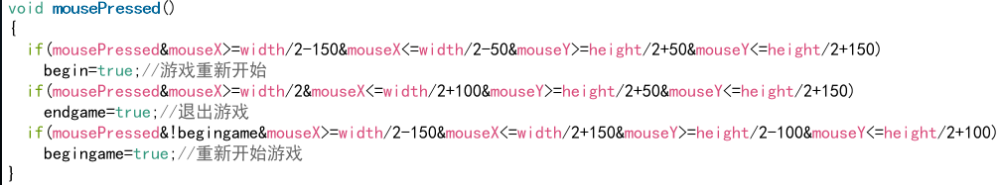 void mousePressed()
{
  if(mousePressed&mouseX>=width/2-150&mouseX<=width/2-50&mouseY>=height/2+50&mouseY<=height/2+150)
    begin=true;//游戏重新开始
  if(mousePressed&mouseX>=width/2&mouseX<=width/2+100&mouseY>=height/2+50&mouseY<=height/2+150)
    endgame=true;//退出游戏
  if(mousePressed&!begingame&mouseX>=width/2-150&mouseX<=width/2+150&mouseY>=height/2-100&mouseY<=height/2+100)
    begingame=true;//重新开始游戏
}